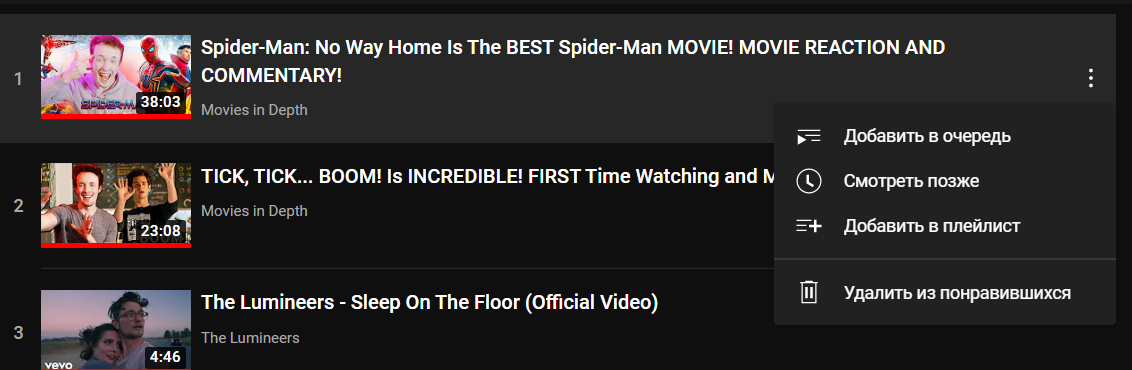 1
SPIDER-M
38:03
Spider-Man: No Way Home Is The BEST Spider-Man MOVIE! MOVIE REACTION AND
COMMENTARY!
Movies in Depth
Добавить в очередь
Смотреть позже
Добавить в плейлист
Удалить из понравившихся
2
BOOM!
23:08
TICK, TICK... BOOM! Is INCREDIBLE! FIRST Time Watching and M
Movies in Depth
3
vevo
4:46
The Lumineers - Sleep On The Floor (Official Video)
The Lumineers